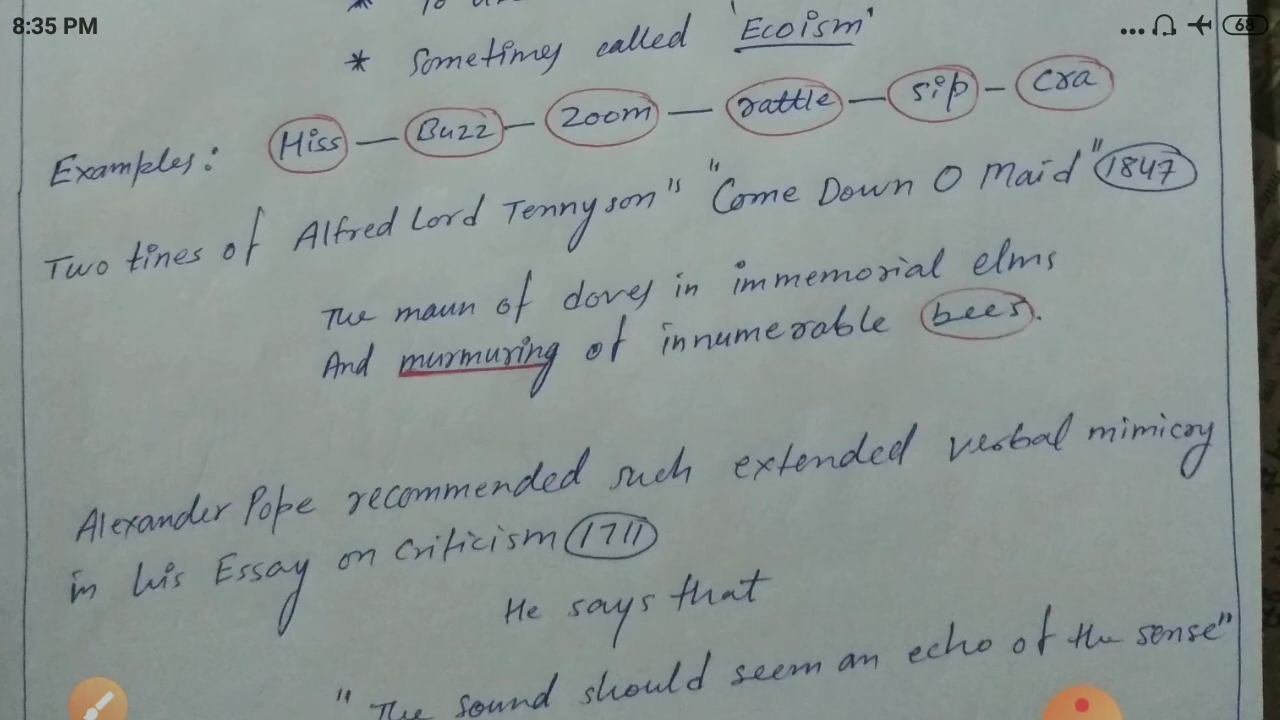 8:35 PM
68
* To
* Sometimes called 'Ecoism'
Examples: Hiss — Buzz — Zoom — rattle — sip — cra
Two lines of Alfred Lord Tennyson's "Come Down O Maid" 1847
The maun of doves in immemorial elms
And murmuring of innumerable bees.
Alexander Pope recommended such extended verbal mimicry
in his Essay on Criticism 1711
He says that
"The sound should seem an echo of the sense"